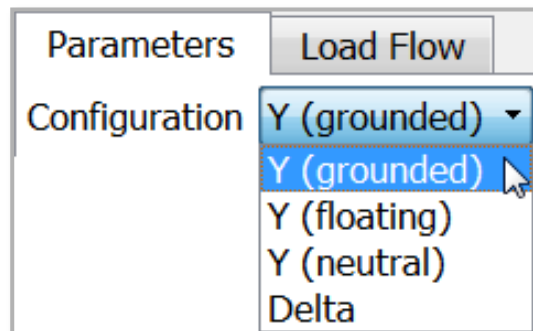 Parameters Load Flow
Configuration Y (grounded)
Y (grounded)
Y (floating)
Y (neutral)
Delta